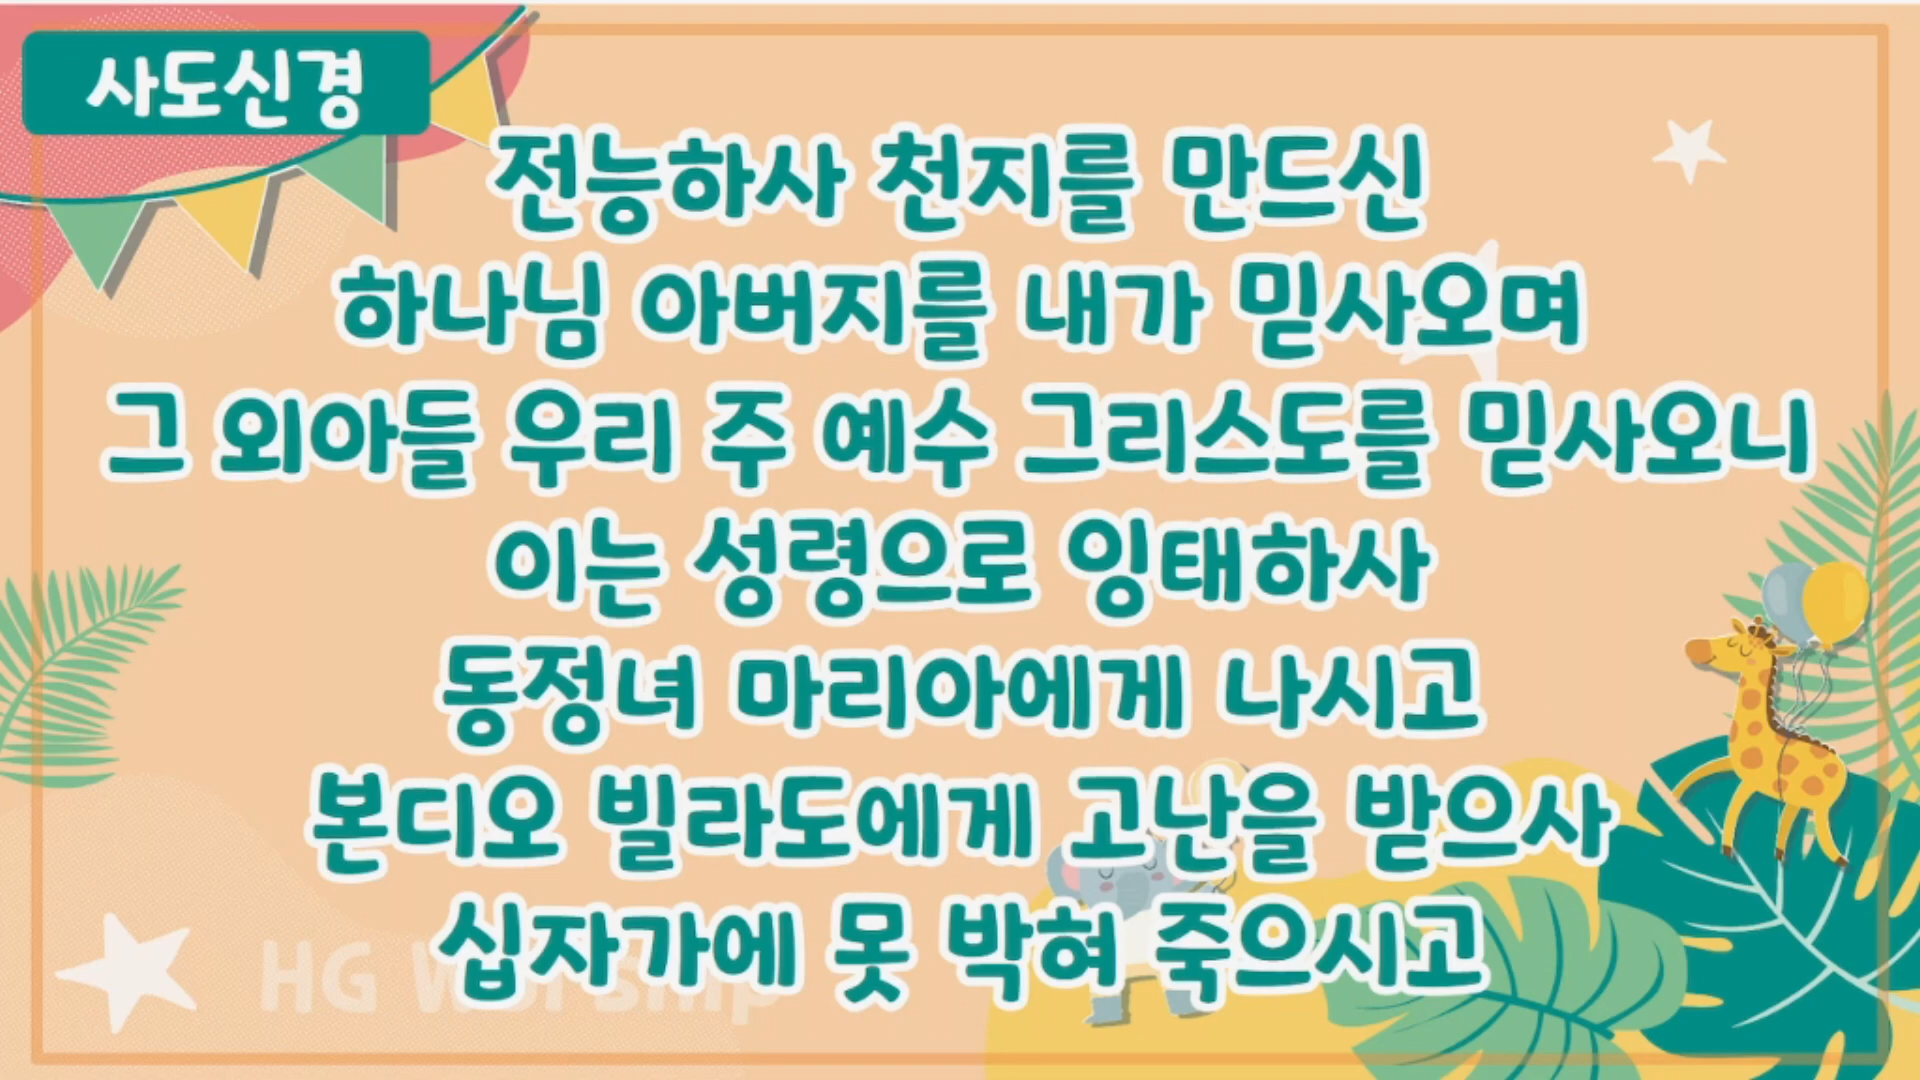 사도신경
전능하사 천지를 만드신
하나님 아버지를 내가 믿사오며
그 외아들 우리 주 예수 그리스도를 믿사오니
이는 성령으로 잉태하사
동정녀 마리아에게 나시고
본디오 빌라도에게 고난을 받으사
십자가에 못 박혀 죽으시고
HG Worship